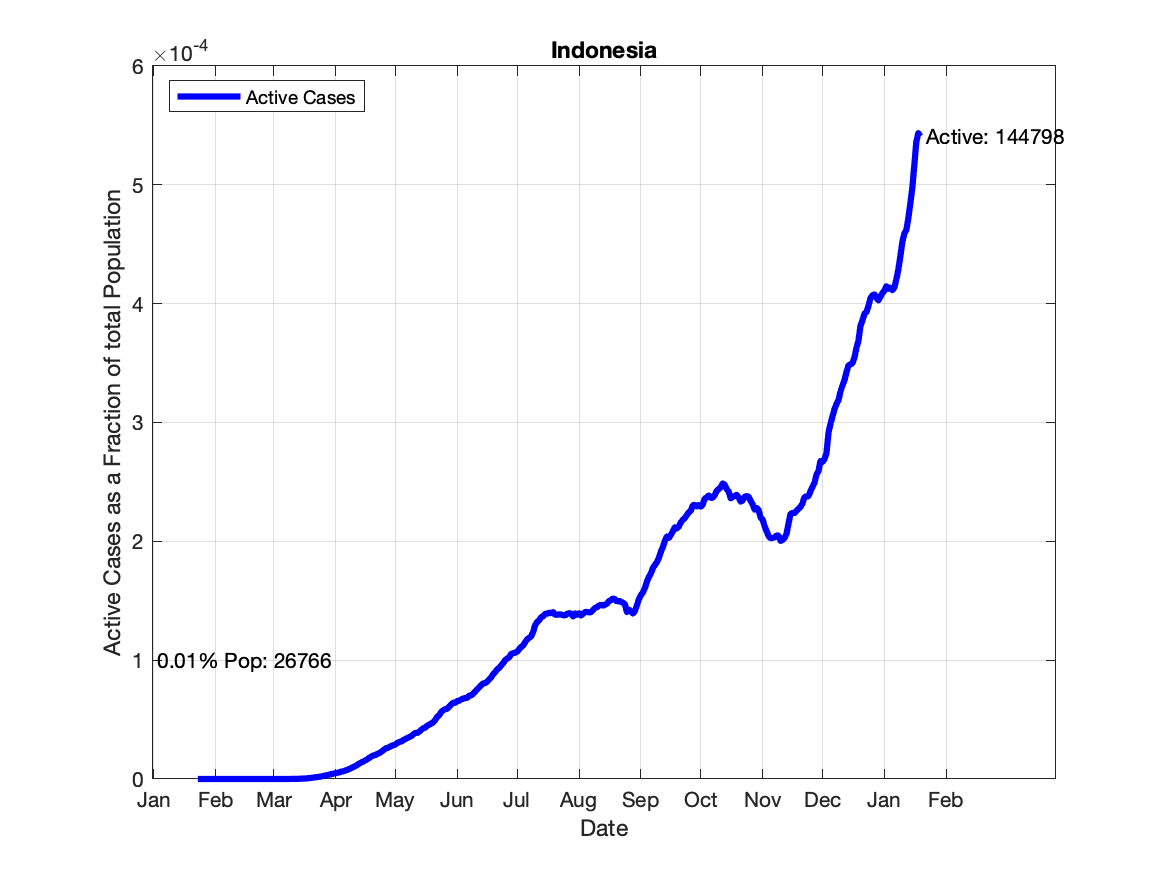 Indonesia
×10⁻⁴
Active Cases
Active: 144798
0.01% Pop: 26766
Active Cases as a Fraction of total Population
6
5
4
3
2
1
0
Jan Feb Mar Apr May Jun Jul Aug Sep Oct Nov Dec Jan Feb
Date